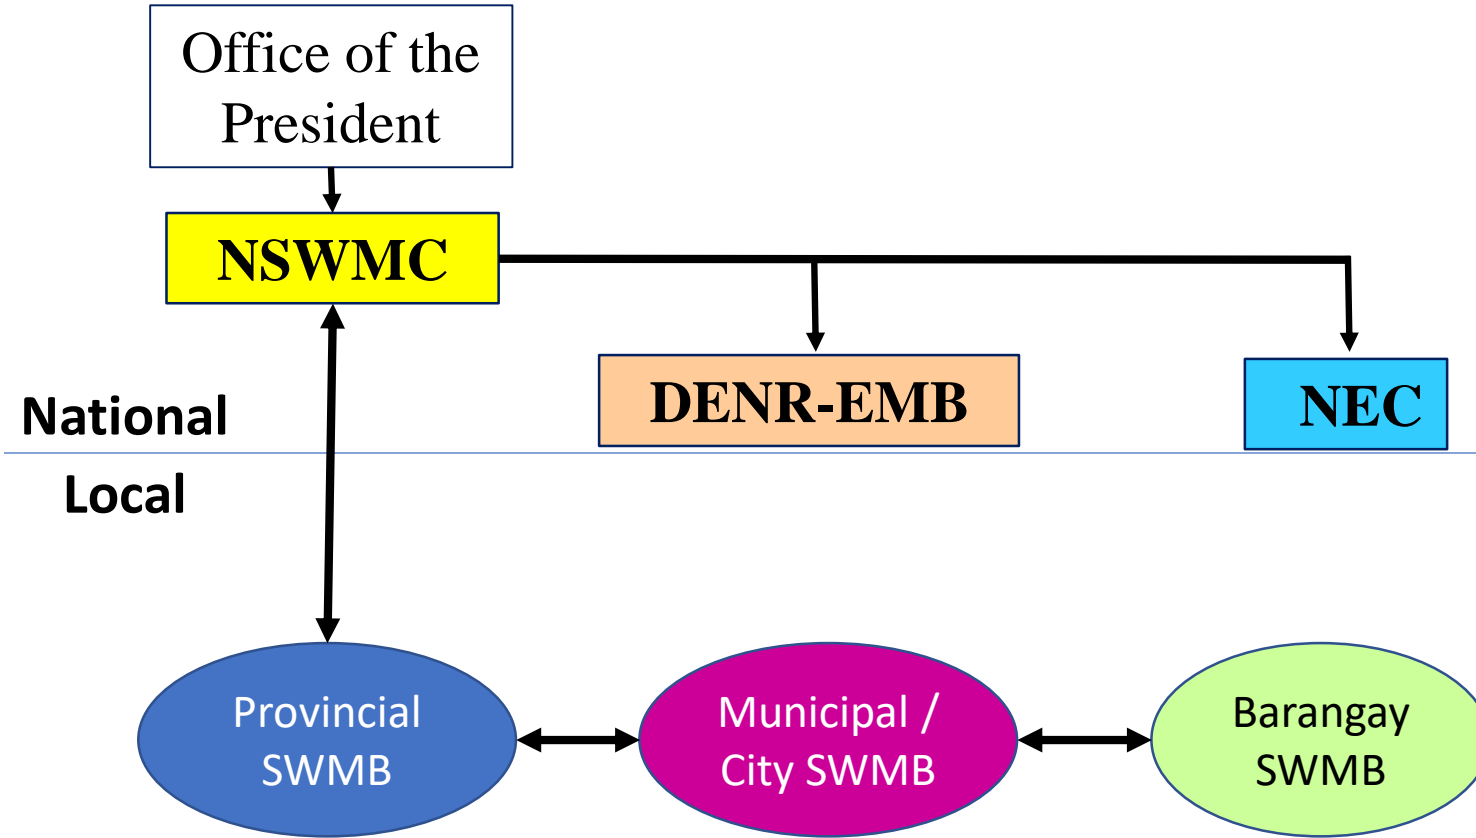 Office of the
President
NSWMC
DENR-EMB
NEC
National
Local
Provincial
SWMB
Municipal /
City SWMB
Barangay
SWMB